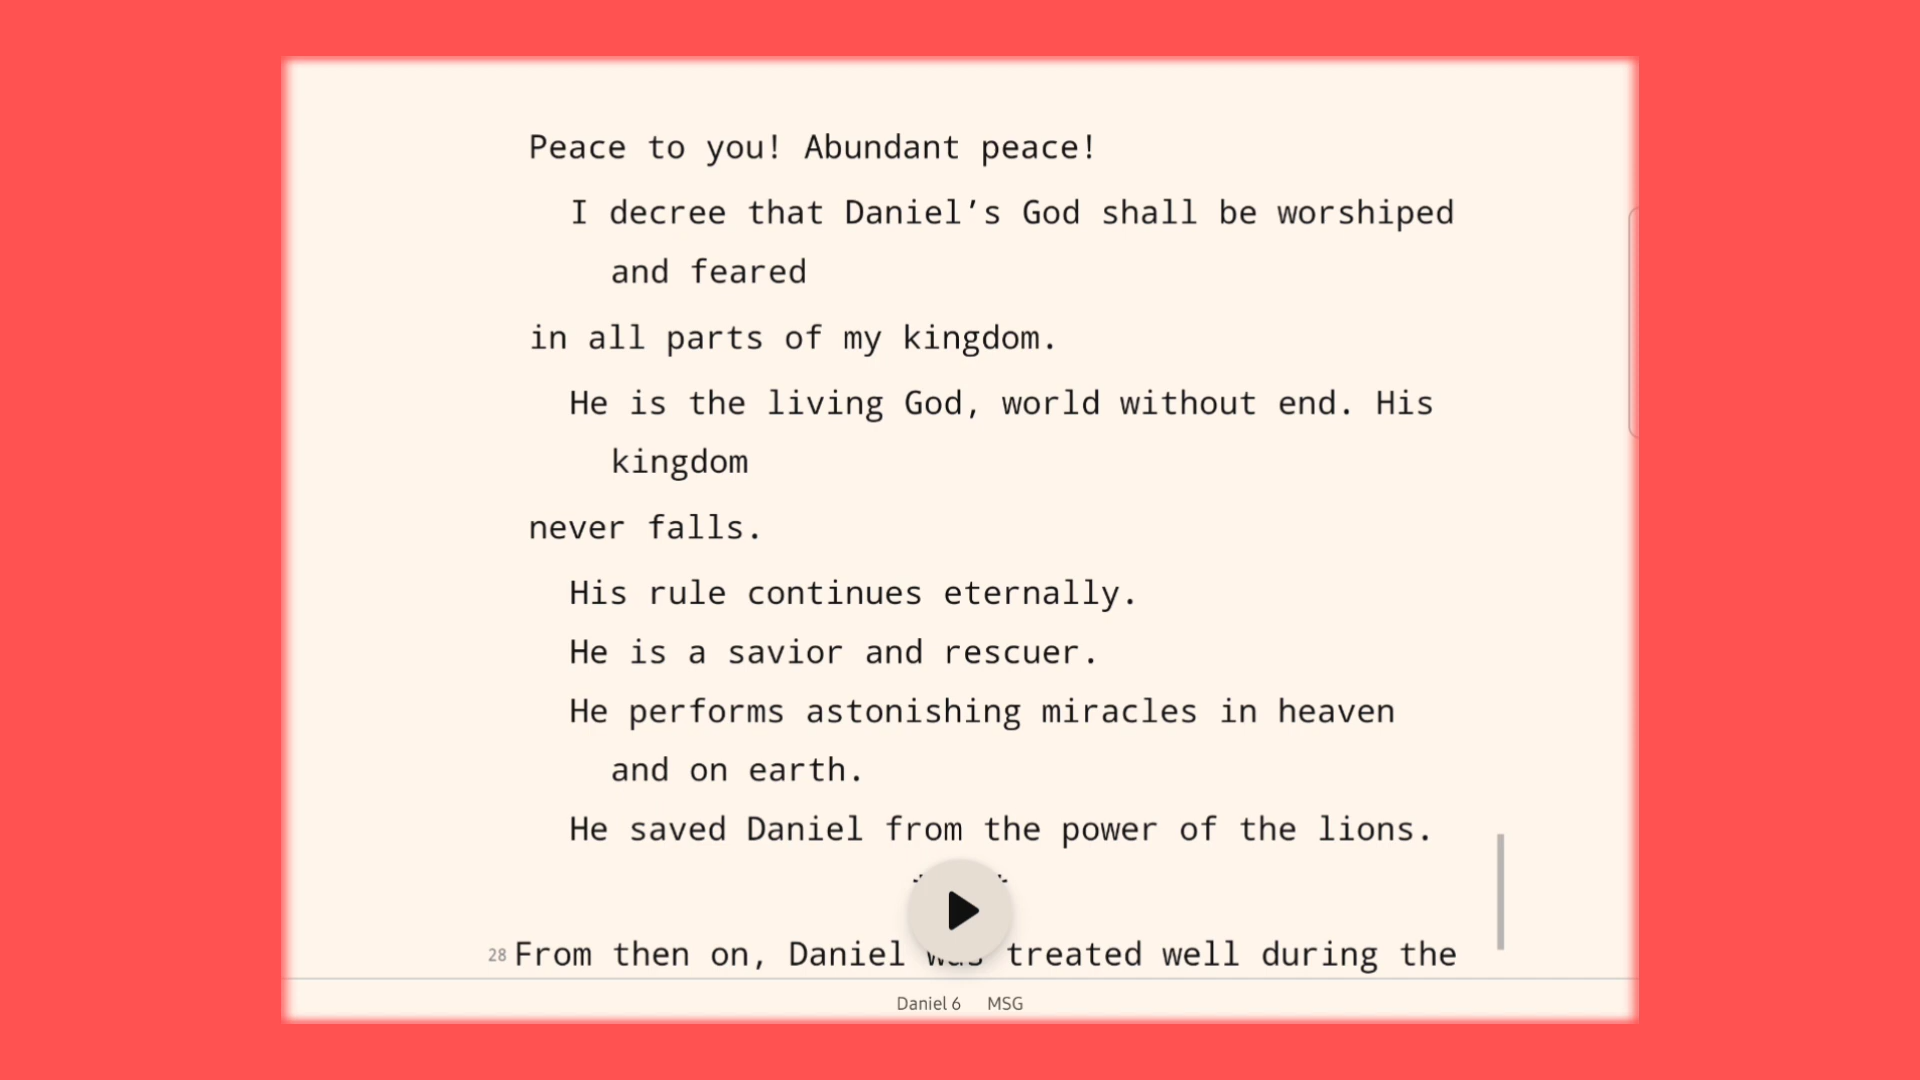 Peace to you! Abundant peace!
I decree that Daniel’s God shall be worshiped
and feared
in all parts of my kingdom.
He is the living God, world without end. His
kingdom
never falls.
His rule continues eternally.
He is a savior and rescuer.
He performs astonishing miracles in heaven
and on earth.
He saved Daniel from the power of the lions.
28 From then on, Daniel was treated well during the
Daniel 6 MSG